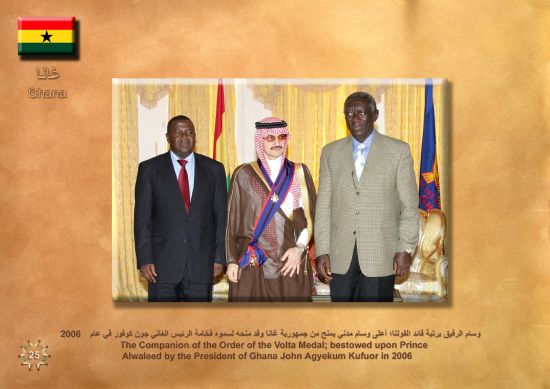 غانا
Ghana
وسام الرفيق برتبة قائد الفولتا؛ أعلى وسام مدني يمنح من جمهورية غانا وقد منحه لسموه فخامة الرئيس الغاني جون كوفور في عام 2006
The Companion of the Order of the Volta Medal; bestowed upon Prince
Alwaleed by the President of Ghana John Agyekum Kufuor in 2006
25